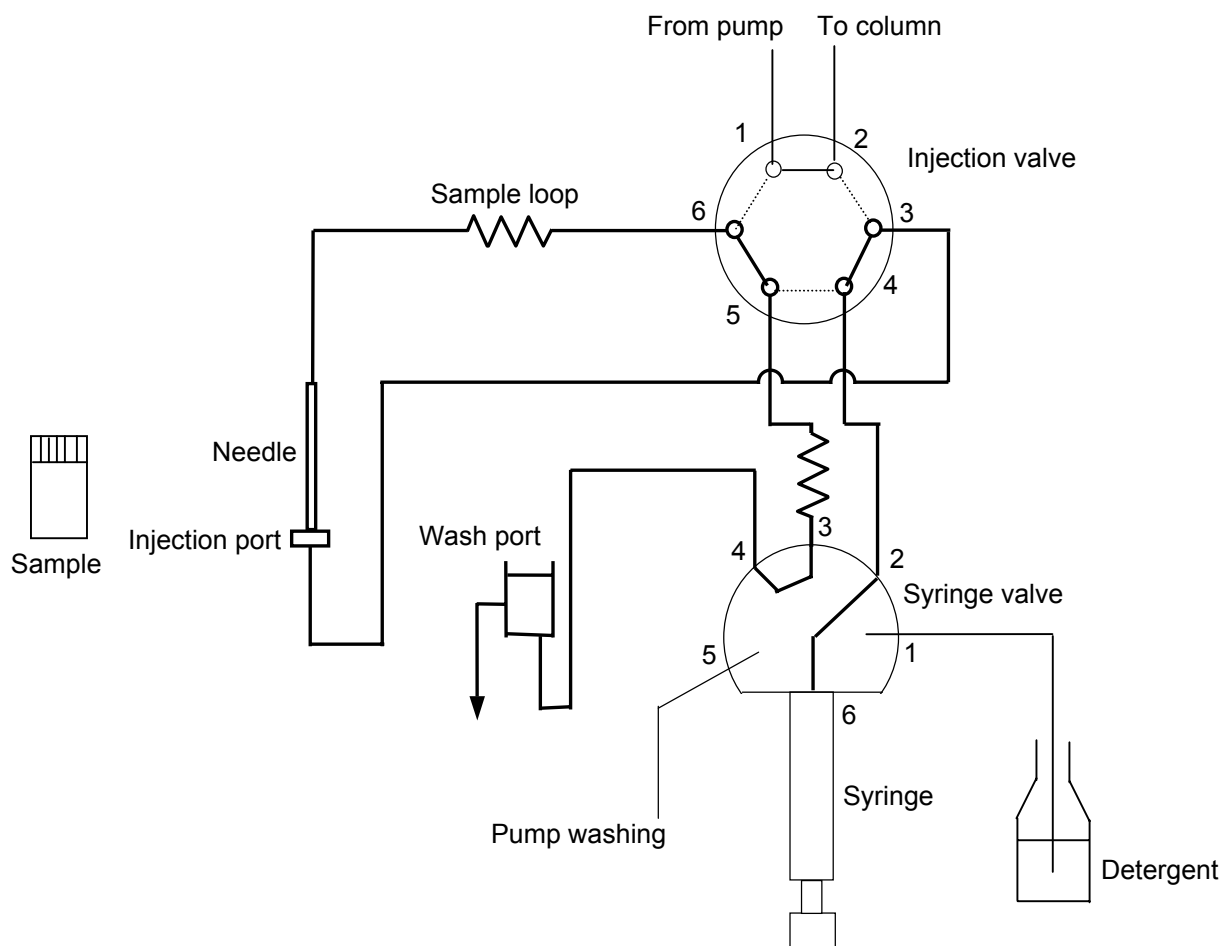 From pump
To column
1
2
Injection valve
Sample loop
6
3
5
4
Needle
Injection port
Sample
Wash port
4
3
2
Syringe valve
5
1
6
Syringe
Pump washing
Detergent